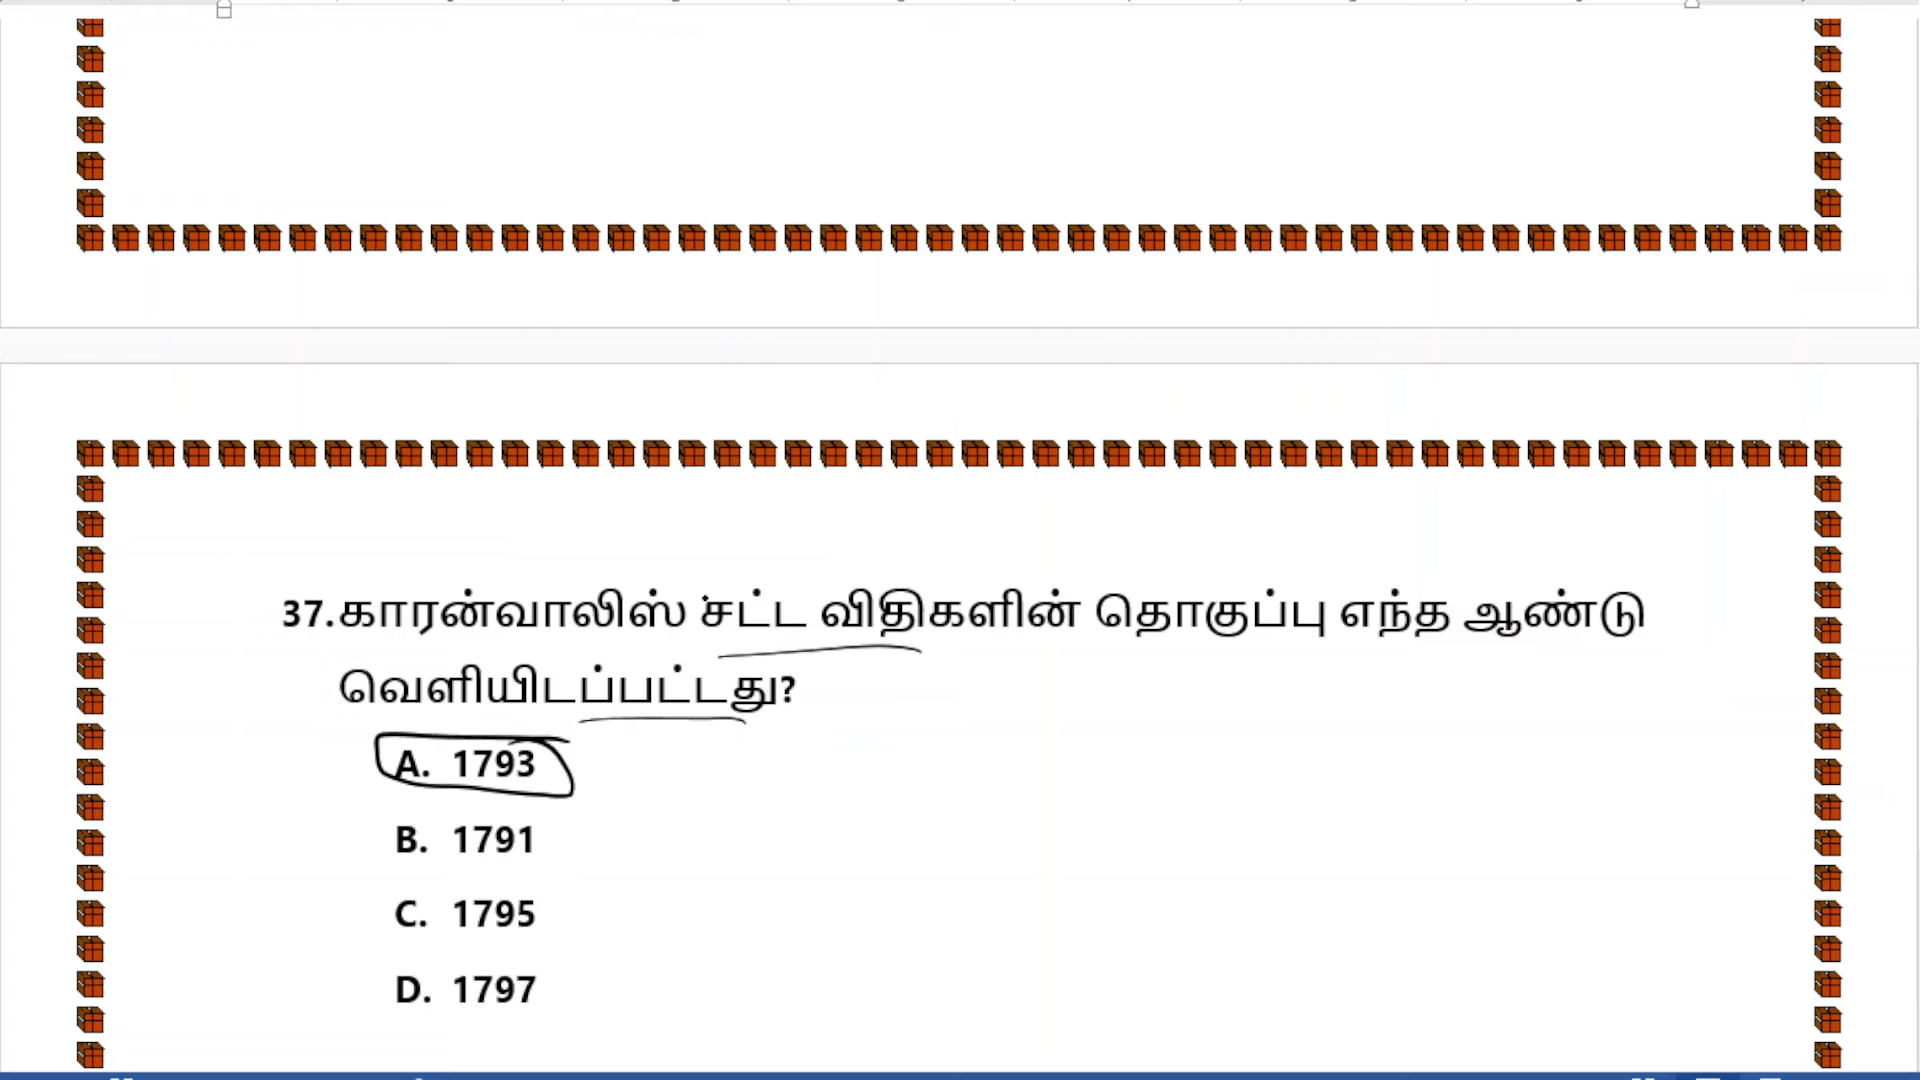 37.காரன்வாலிஸ் சட்ட விதிகளின் தொகுப்பு எந்த ஆண்டு
வெளியிடப்பட்டது?
A. 1793
B. 1791
C. 1795
D. 1797